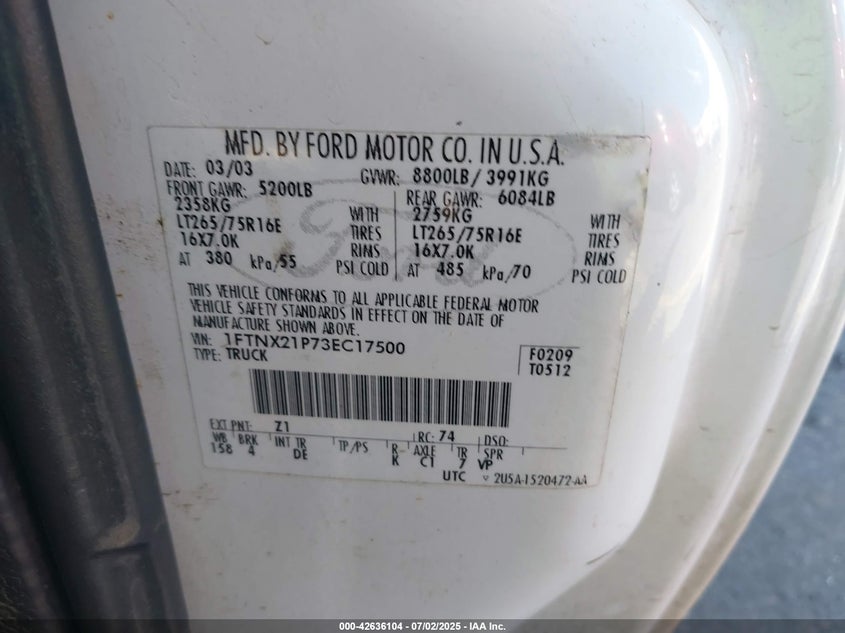 MFD. BY FORD MOTOR CO. IN U.S.A.
DATE: 03/03 GVWR: 8800LB/ 3991KG
FRONT GAWR: 5200LB REAR GAWR: 6084LB
2358KG WITH 2759KG WITH
LT265/75R16E TIRES LT265/75R16E TIRES
16X7.0K RIMS 16X7.0K RIMS
AT 380 kPa/55 PSI COLD AT 485 kPa/70 PSI COLD
Ford
THIS VEHICLE CONFORMS TO ALL APPLICABLE FEDERAL MOTOR
VEHICLE SAFETY STANDARDS IN EFFECT ON THE DATE OF
MANUFACTURE SHOWN ABOVE.
VIN: 1FTNX21P73EC17500 F0209
TYPE: TRUCK T0512
EXT PNT: Z1 RC: 74 DSO:
WB BRK INT TR TP/PS R AXLE TR SPR
158 4 DE K C1 7 VP
UTC ▽ 2U5A-1520472-AA
000-42636104 / 07/02/2025 - IAA Inc.